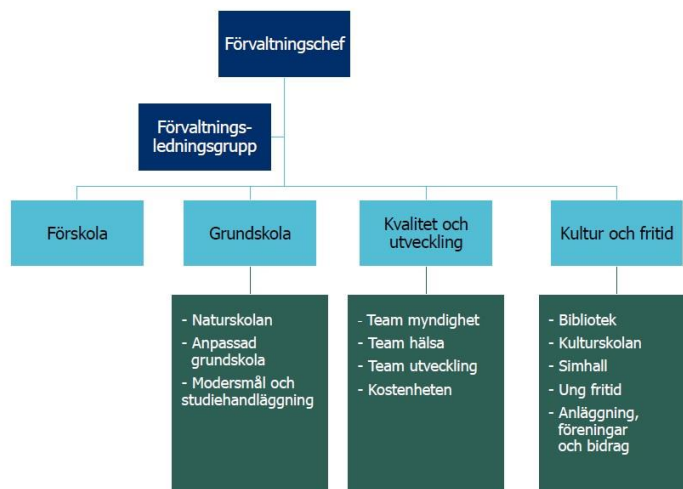 Förvaltningschef
Förvaltnings-
ledningsgrupp
Förskola
Grundskola
Kvalitet och
utveckling
Kultur och fritid
- Naturskolan
- Anpassad
grundskola
- Modersmål och
studiehandläggning
- Team myndighet
- Team hälsa
- Team utveckling
- Kostenheten
- Bibliotek
- Kulturskolan
- Simhall
- Ung fritid
- Anläggning,
föreningar
och bidrag